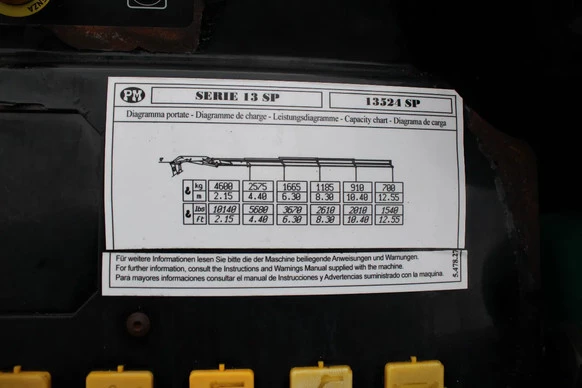 PM SERIE 13 SP 13524 SP
Diagramma portate - Diagramme de charge - Leistungsdiagramme - Capacity chart - Diagrama de carga
kg 4600 2575 1665 1185 910 700
m 2.15 4.40 6.30 8.30 10.40 12.55
lbs 10140 5680 3670 2610 2010 1540
ft 2.15 4.40 6.30 8.30 10.40 12.55
Für weitere Informationen lesen Sie bitte die der Maschine beiliegende Anweisungen und Warnungen.
For further information, consult the Instructions and Warnings Manual supplied with the machine.
Para mayores informaciones consultar el manual de Instrucciones y Advertencias suministrado con la maquina.